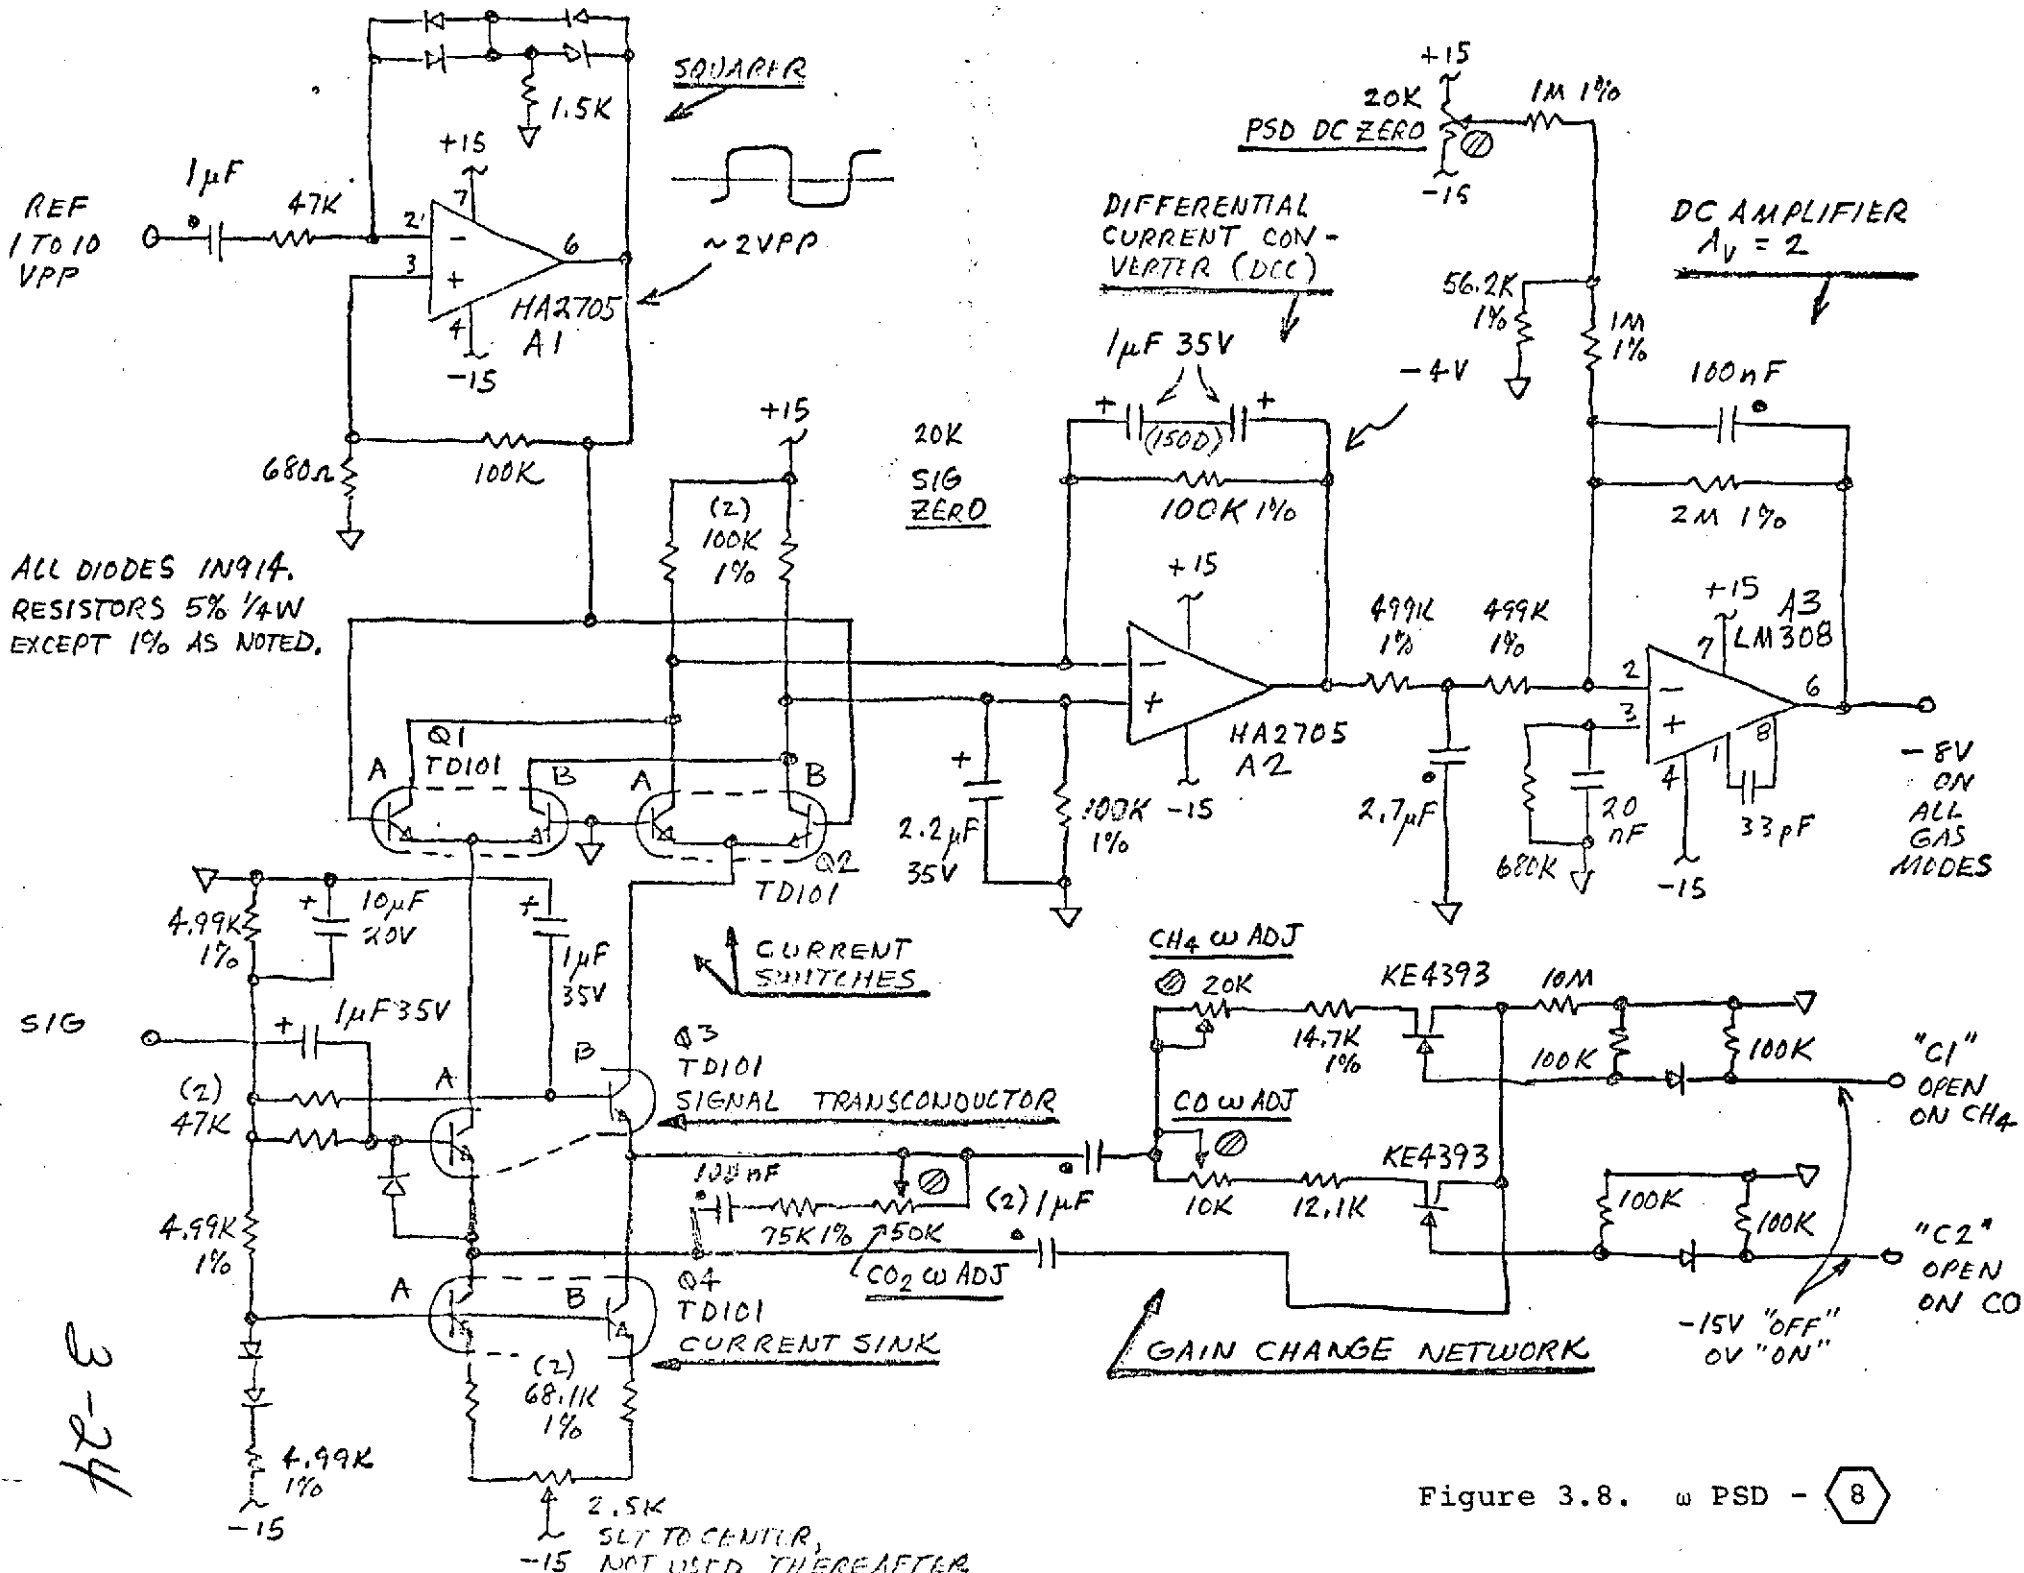 SQUARER
1.5K
+15
1µF
47K
REF
1 TO 10
VPP
2
7
6
3
4
HA2705
A1
-15
~2VPP
680Ω
100K
ALL DIODES 1N914.
RESISTORS 5% 1/4W
EXCEPT 1% AS NOTED.
+15
(2)
100K
1%
20K
SIG
ZERO
+15
20K
PSD DC ZERO
-15
1M 1%
DIFFERENTIAL
CURRENT CON-
VERTER (DCC)
DC AMPLIFIER
AV = 2
56.2K
1%
1M
1%
1µF 35V
-4V
+
+
(150D)
100K 1%
100nF
2M 1%
+15
499K
1%
499K
1%
+15
A3
LM308
7
2
6
3
4
1
8
HA2705
A2
-15
-15
33pF
20
nF
680K
2.7µF
-8V
ON
ALL
GAS
MODES
Q1
TD101
A
B
A
B
Q2
TD101
+
2.2µF
35V
100K
1%
4.99K
1%
+
10µF
20V
+
1µF
35V
CURRENT
SWITCHES
SIG
+
1µF 35V
(2)
47K
A
B
Q3
TD101
SIGNAL TRANSCONDUCTOR
CH4 ω ADJ
20K
14.7K
1%
KE4393
10M
100K
100K
"C1"
OPEN
ON CH4
CO ω ADJ
10K
12.1K
KE4393
100K
100K
"C2"
OPEN
ON CO
-15V "OFF"
0V "ON"
100nF
75K 1%
50K
(2) 1µF
CO2 ω ADJ
4.99K
1%
A
B
Q4
TD101
CURRENT SINK
(2)
68.1K
1%
GAIN CHANGE NETWORK
4.99K
1%
-15
2.5K
SET TO CENTER,
-15
NOT USED THEREAFTER
3-24
Figure 3.8. ω PSD - 8